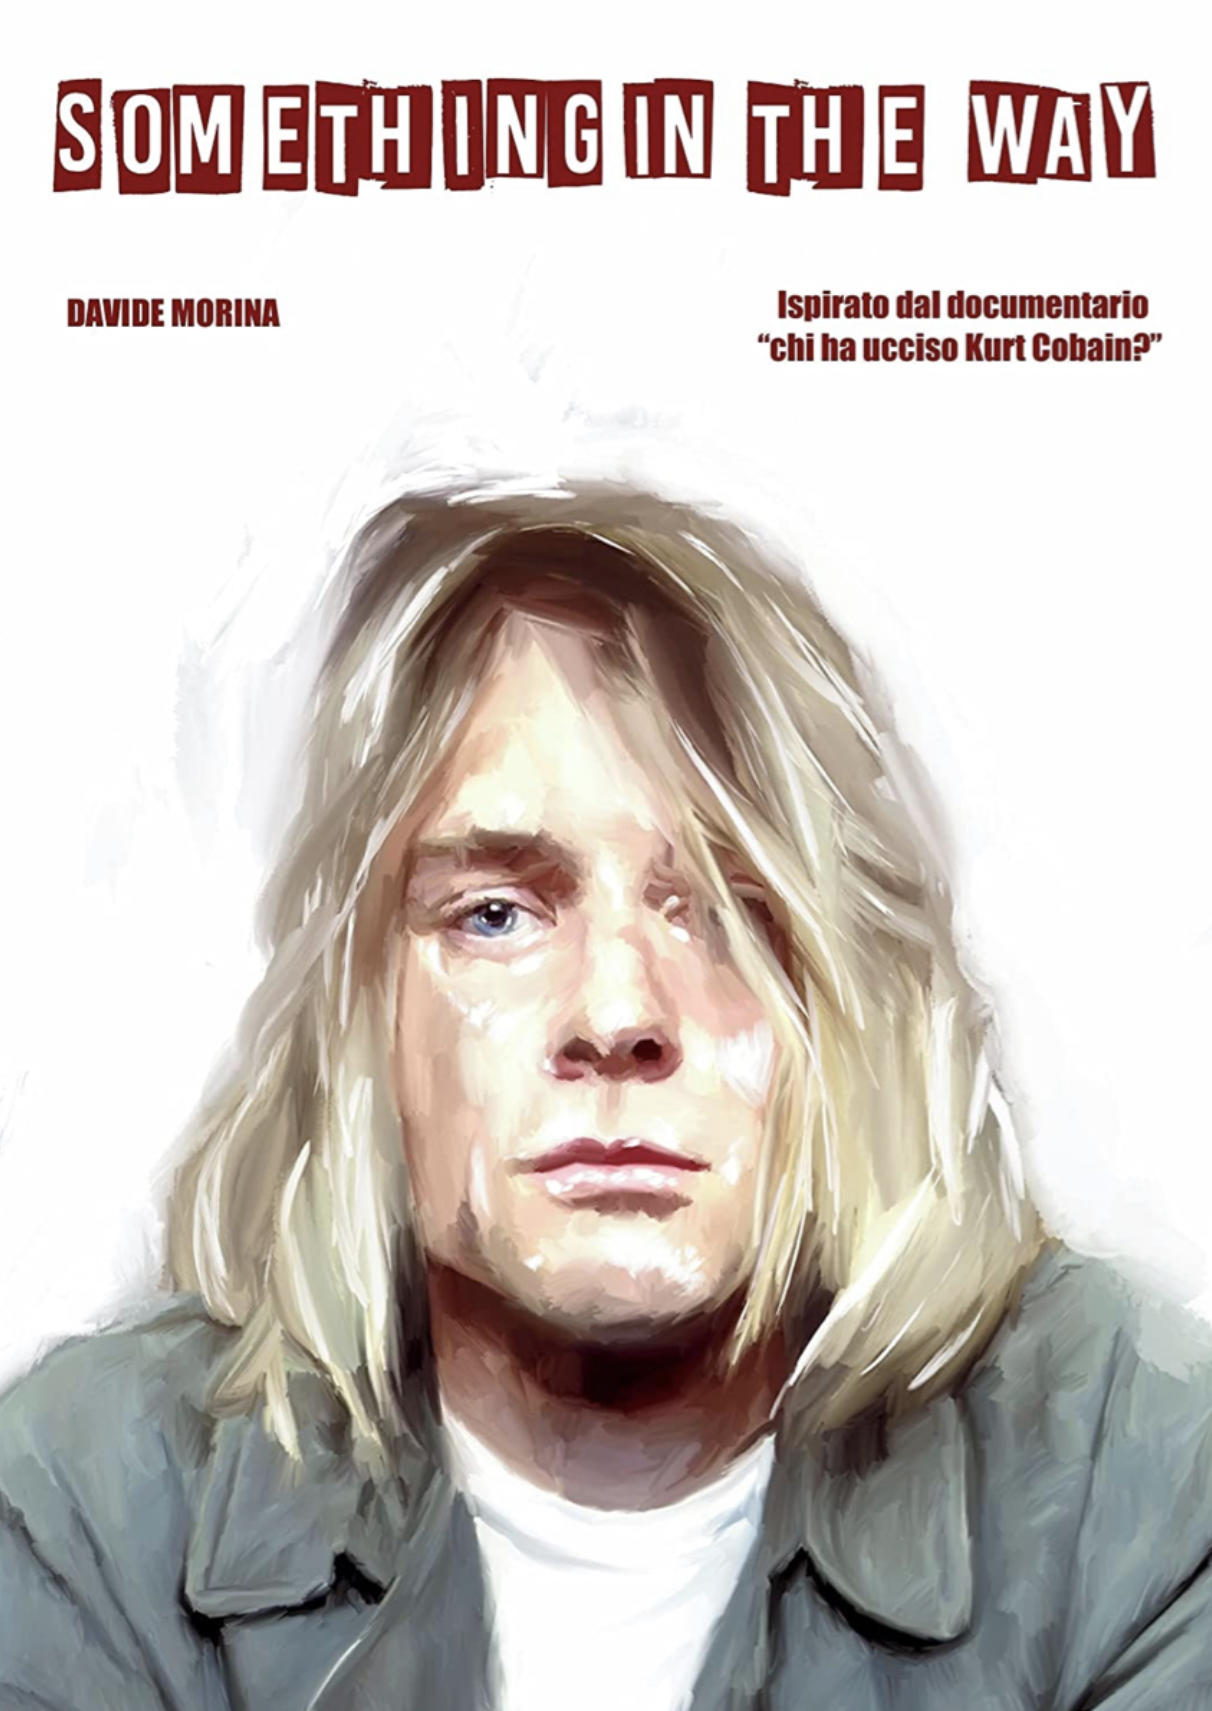 SOMETHING IN THE WAY
DAVIDE MORINA
Ispirato dal documentario
“chi ha ucciso Kurt Cobain?”